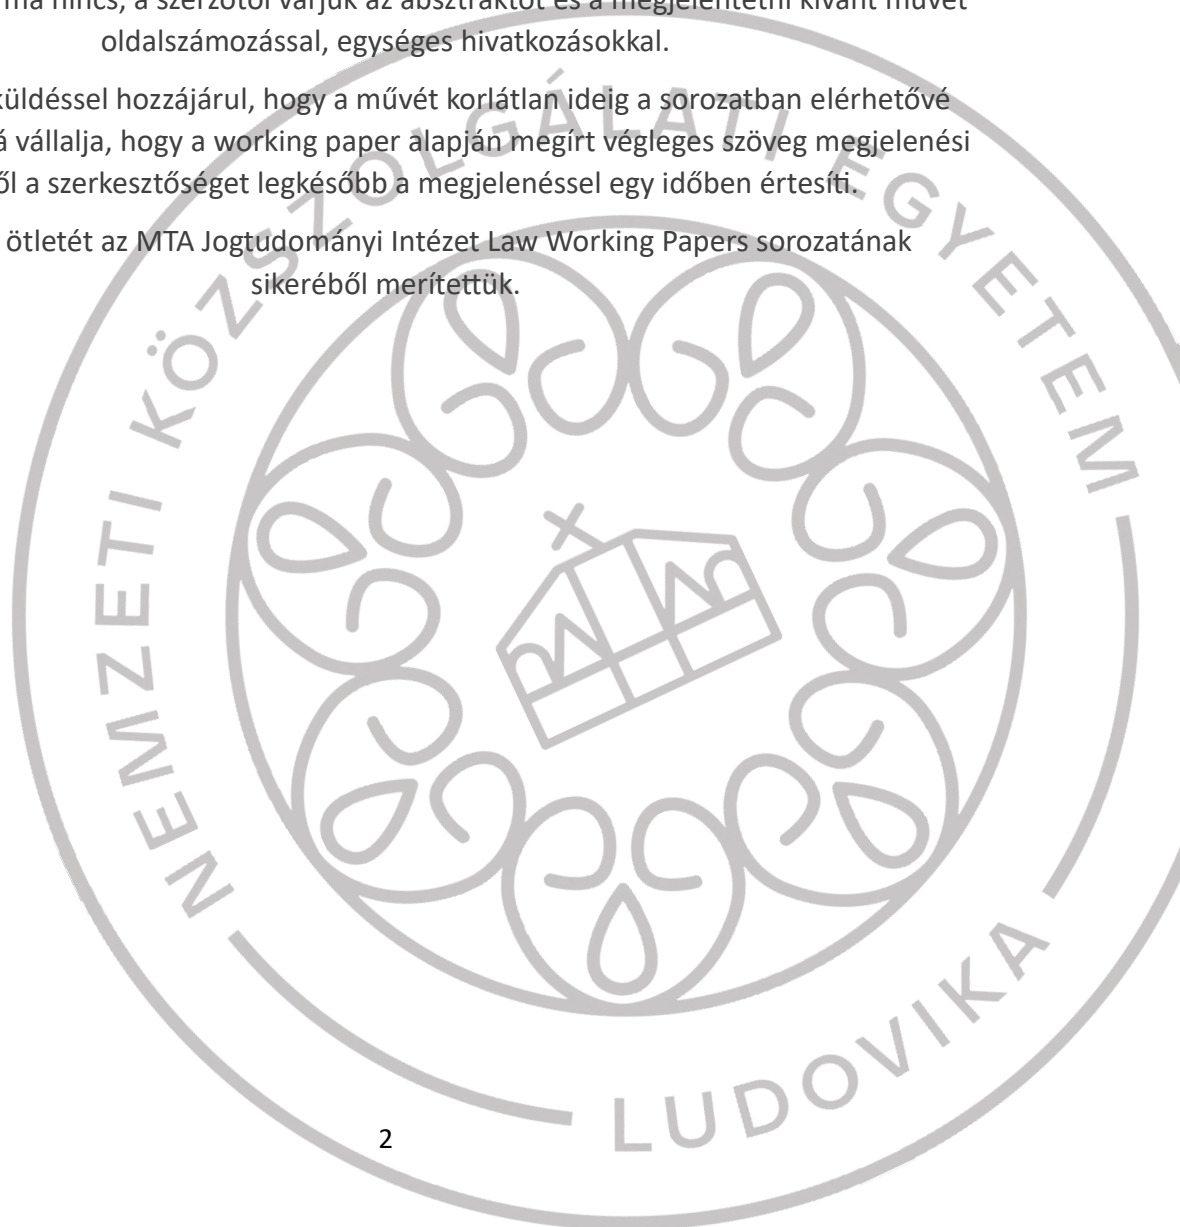 ma nincs, a szerzőtől várjuk az absztraktot és a megjelentetni kívántművét
oldalszámozással, egységes hivatkozásokkal.
küldéssel hozzájárul, hogy a művét korlátlan ideig a sorozatban elérhetővé
á vállalja, hogy a working paper alapján megírt végleges szöveg megjelenési
ől a szerkesztőséget legkésőbb a megjelenéssel egy időben értesíti.
ötletét az MTA Jogtudományi Intézet Law Working Papers sorozatának
sikeréből merítettük.
NEMZETI KÖZSZOLGÁLATI EGYETEM
LUDOVIKA
2